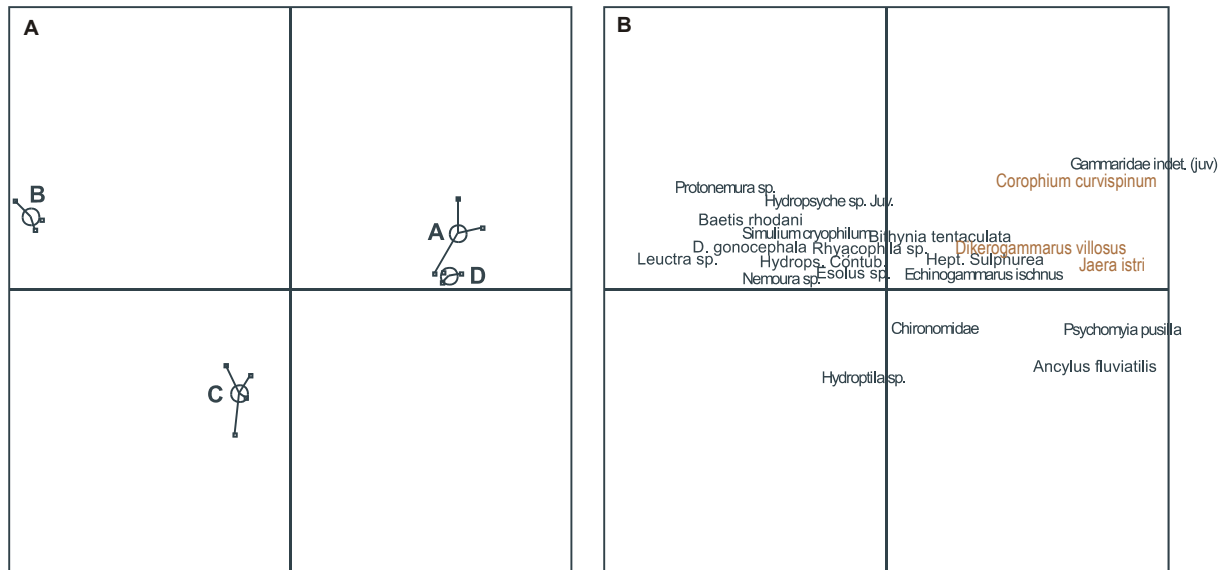 A
B
A
D
C
B
Gammaridae indet. (juv)
Corophium curvispinum
Protonemura sp.
Hydropsyche sp. Juv.
Baetis rhodani
Simulium cryophilum
Bithynia tentaculata
D. gonocephala
Rhyacophila sp.
Dikerogammarus villosus
Leuctra sp.
Hydrops. Contub.
Hept. Sulphurea
Jaera istri
Nemoura sp.
Esolus sp.
Echinogammarus ischnus
Chironomidae
Psychomyia pusilla
Ancylus fluviatilis
Hydroptila sp.